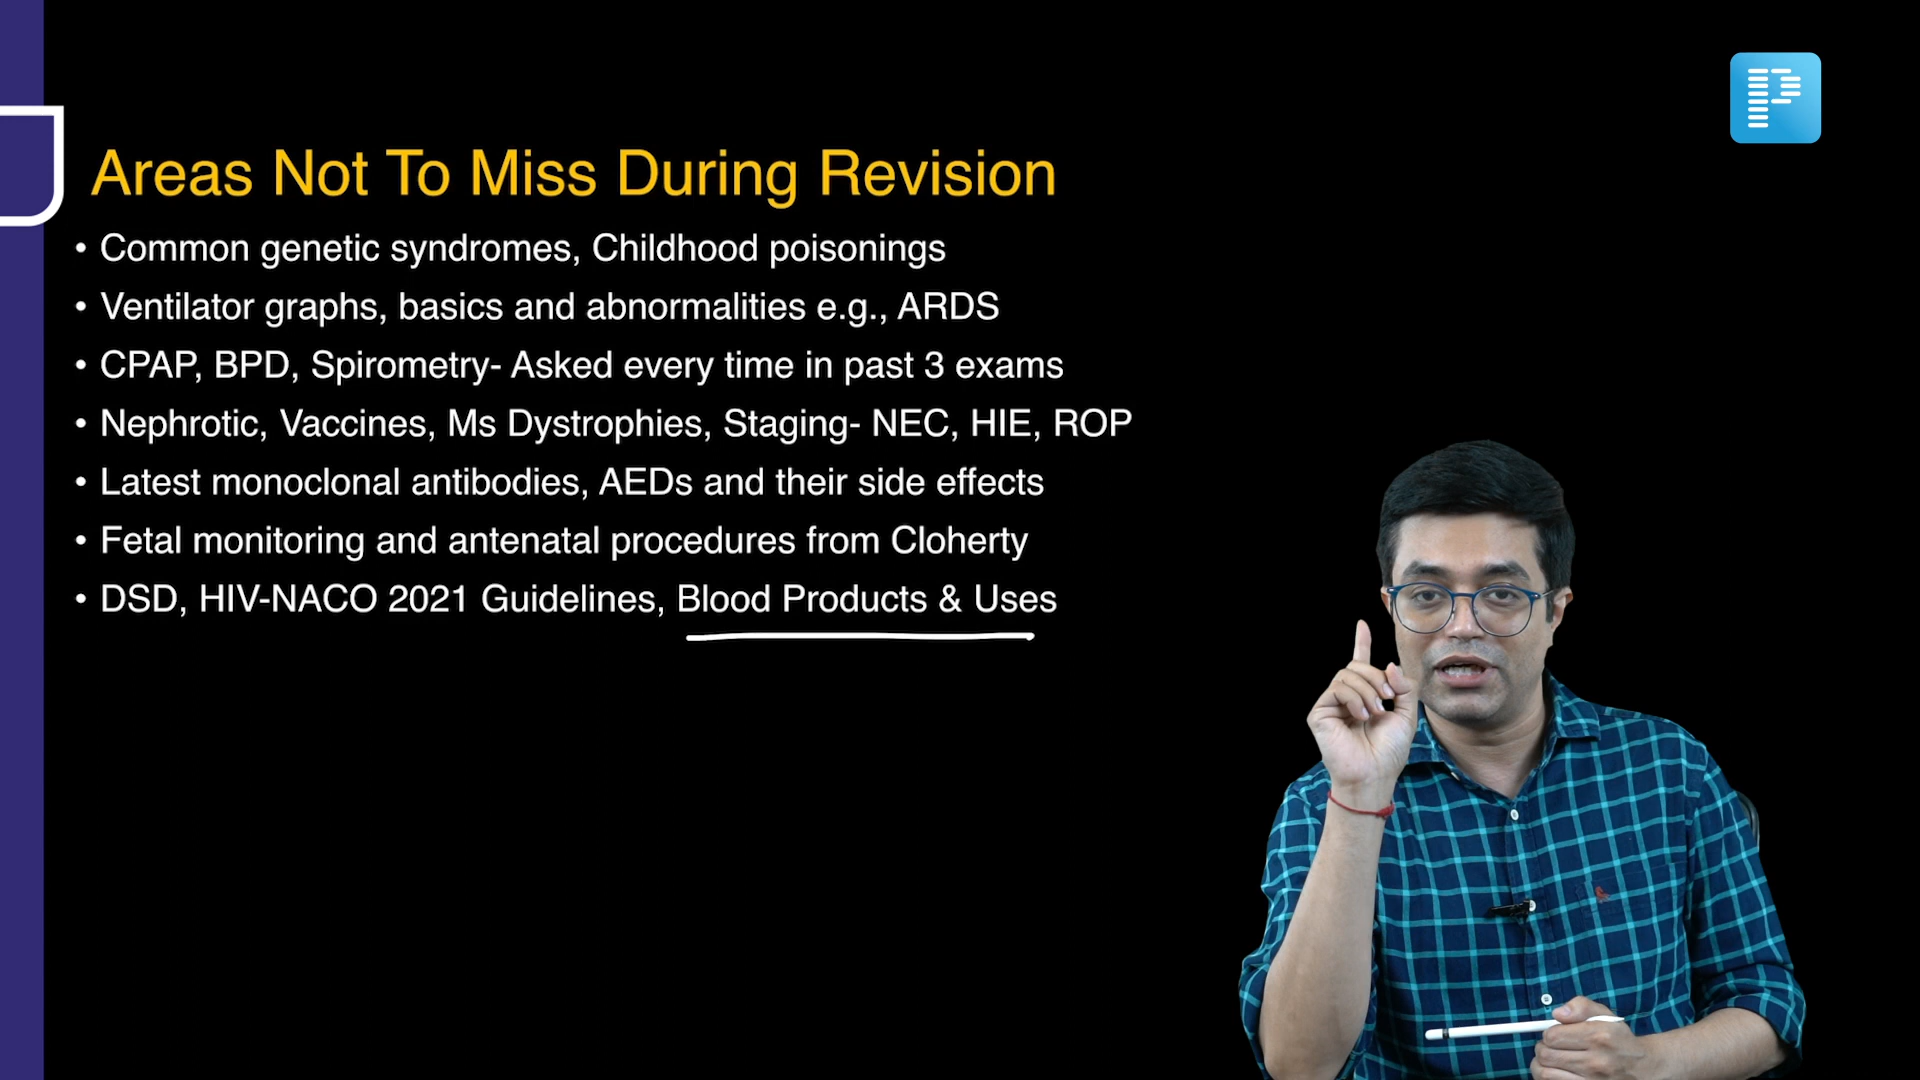 Areas Not To Miss During Revision
• Common genetic syndromes, Childhood poisonings
• Ventilator graphs, basics and abnormalities e.g., ARDS
• CPAP, BPD, Spirometry- Asked every time in past 3 exams
• Nephrotic, Vaccines, Ms Dystrophies, Staging- NEC, HIE, ROP
• Latest monoclonal antibodies, AEDs and their side effects
• Fetal monitoring and antenatal procedures from Cloherty
• DSD, HIV-NACO 2021 Guidelines, Blood Products & Uses